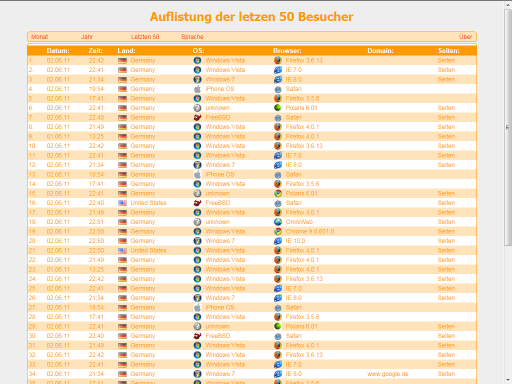 Auflistung der letzen 50 Besucher
Monat Jahr Letzten 50 Sprache Über
Datum: Zeit: Land: OS: Browser: Domain: Seiten:
1. 02.06.11 22:42 Germany Windows Vista Firefox 3.6.13 Seiten
2. 02.06.11 22:41 Germany Windows Vista IE 7.0 Seiten
3. 02.06.11 21:34 Germany Windows 7 IE 8.0 Seiten
4. 02.06.11 19:54 Germany iPhone OS Safari
5. 02.06.11 17:41 Germany Windows Vista Firefox 3.5.6
6. 02.06.11 22:41 Germany unknown Polaris 6.01 Seiten
7. 02.06.11 22:40 Germany FreeBSD Safari Seiten
8. 02.06.11 21:49 Germany Windows Vista Firefox 4.0.1 Seiten
9. 01.06.11 13:25 Germany Windows Vista Firefox 4.0.1 Seiten
10. 02.06.11 22:42 Germany Windows Vista Firefox 3.6.13 Seiten
11. 02.06.11 22:41 Germany Windows Vista IE 7.0 Seiten
12. 02.06.11 21:34 Germany Windows 7 IE 8.0 Seiten
13. 02.06.11 19:54 Germany iPhone OS Safari
14. 02.06.11 17:41 Germany Windows Vista Firefox 3.5.6
15. 02.06.11 22:41 Germany unknown Polaris 6.01 Seiten
16. 02.06.11 22:40 United States FreeBSD Safari Seiten
17. 02.06.11 21:49 Germany Windows Vista Firefox 4.0.1 Seiten
18. 02.06.11 22:51 Germany unknown OmniWeb Seiten
19. 02.06.11 22:50 Germany Windows Vista Chrome 9.0.601.0 Seiten
20. 02.06.11 22:50 Germany Windows 7 IE 10.0 Seiten
21. 02.06.11 22:50 United States Windows Vista Firefox 4.0.1 Seiten
22. 02.06.11 21:49 Germany Windows Vista Firefox 4.0.1 Seiten
23. 01.06.11 13:25 Germany Windows Vista Firefox 4.0.1 Seiten
24. 02.06.11 22:42 Germany Windows Vista Firefox 3.6.13 Seiten
25. 02.06.11 22:41 Germany Windows Vista IE 7.0 Seiten
26. 02.06.11 21:34 Germany Windows 7 IE 8.0 Seiten
27. 02.06.11 19:54 Germany iPhone OS Safari
28. 02.06.11 17:41 Germany Windows Vista Firefox 3.5.6
29. 02.06.11 22:41 Germany unknown Polaris 6.01 Seiten
30. 02.06.11 22:40 Germany FreeBSD Safari Seiten
31. 02.06.11 21:49 Germany Windows Vista Firefox 4.0.1 Seiten
32. 02.06.11 22:42 Germany Windows Vista Firefox 3.6.13 Seiten
33. 02.06.11 22:41 Germany Windows Vista IE 7.0 Seiten
34. 02.06.11 21:34 Germany Windows 7 IE 8.0 www.google.de Seiten